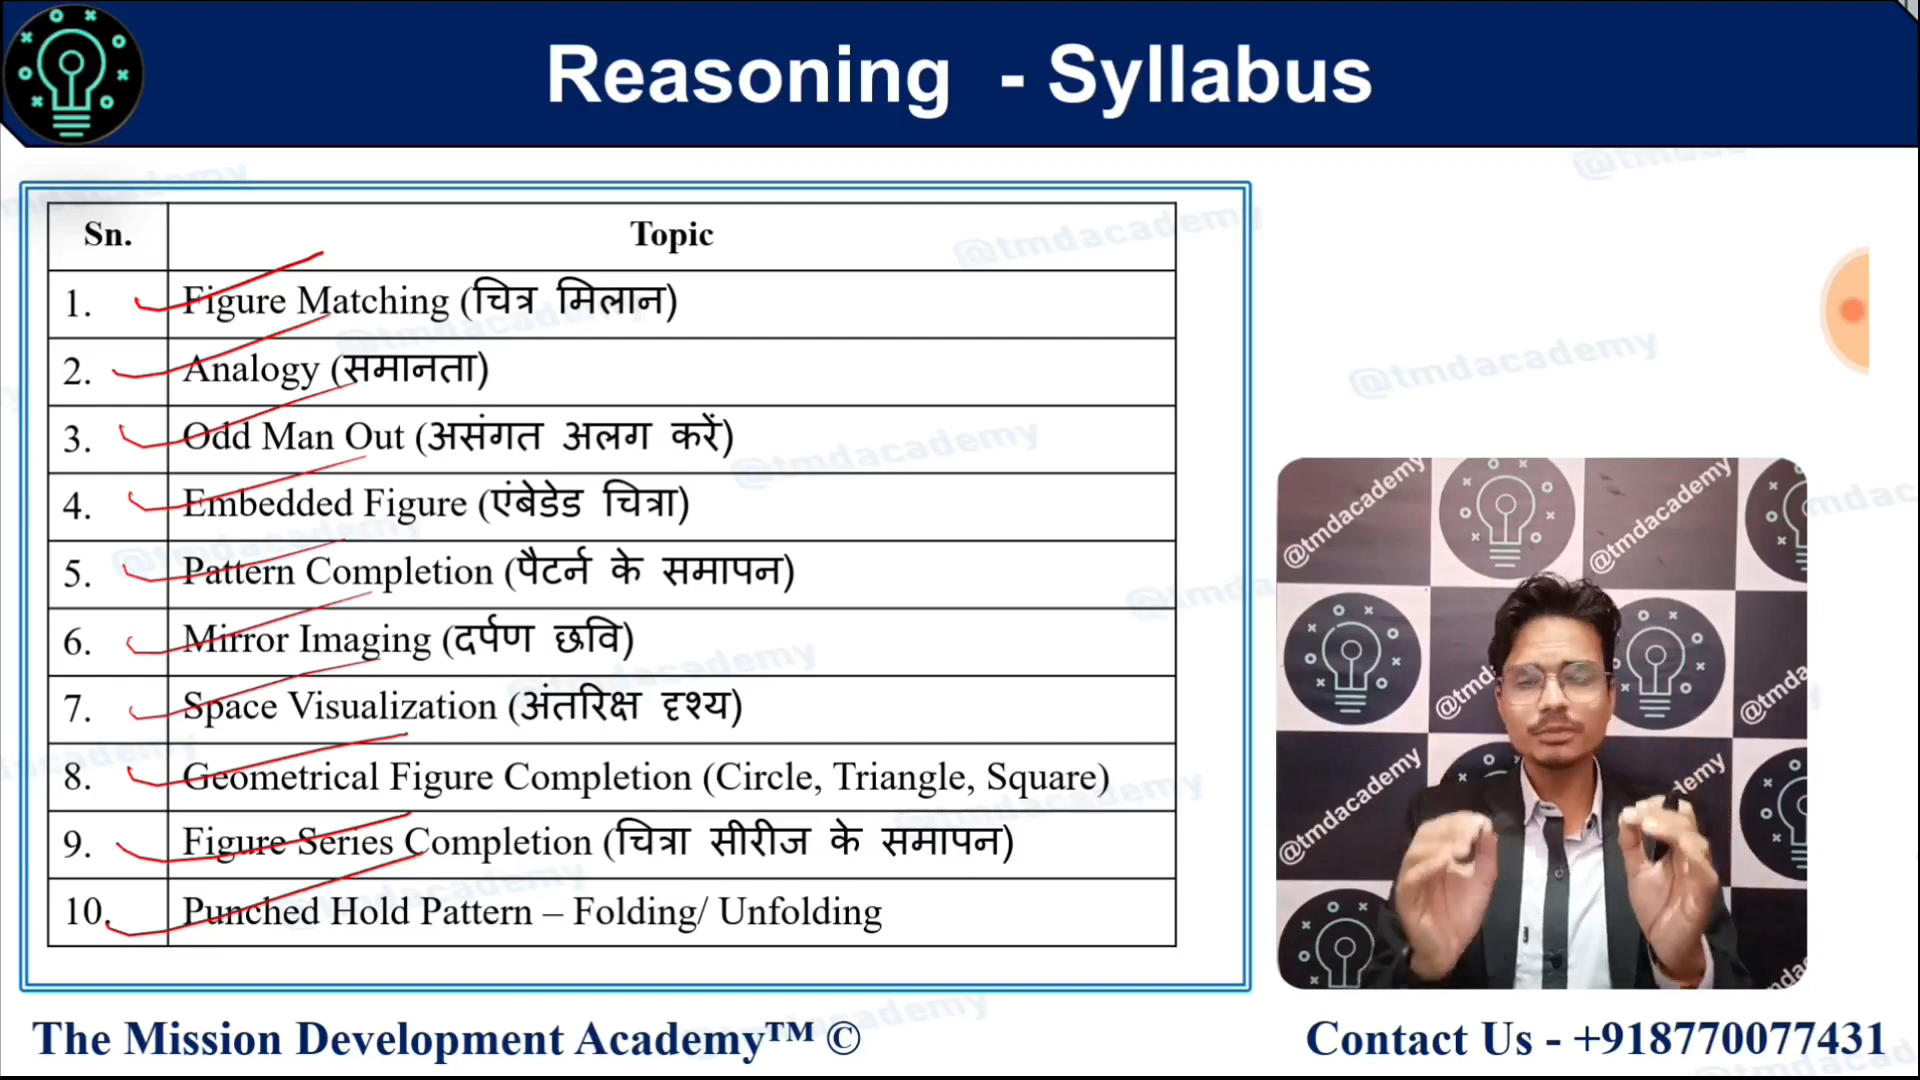 Reasoning - Syllabus
Sn. Topic
1. Figure Matching (चित्र मिलान)
2. Analogy (समानता)
3. Odd Man Out (असंगत अलग करें)
4. Embedded Figure (एंबेडेड चित्रा)
5. Pattern Completion (पैटर्न के समापन)
6. Mirror Imaging (दर्पण छवि)
7. Space Visualization (अंतरिक्ष दृश्य)
8. Geometrical Figure Completion (Circle, Triangle, Square)
9. Figure Series Completion (चित्रा सीरीज के समापन)
10. Punched Hold Pattern – Folding/ Unfolding
@tmdacademy
@tmdacademy
@tmdacademy
@tmdacademy
The Mission Development Academy™ ©
Contact Us - +918770077431